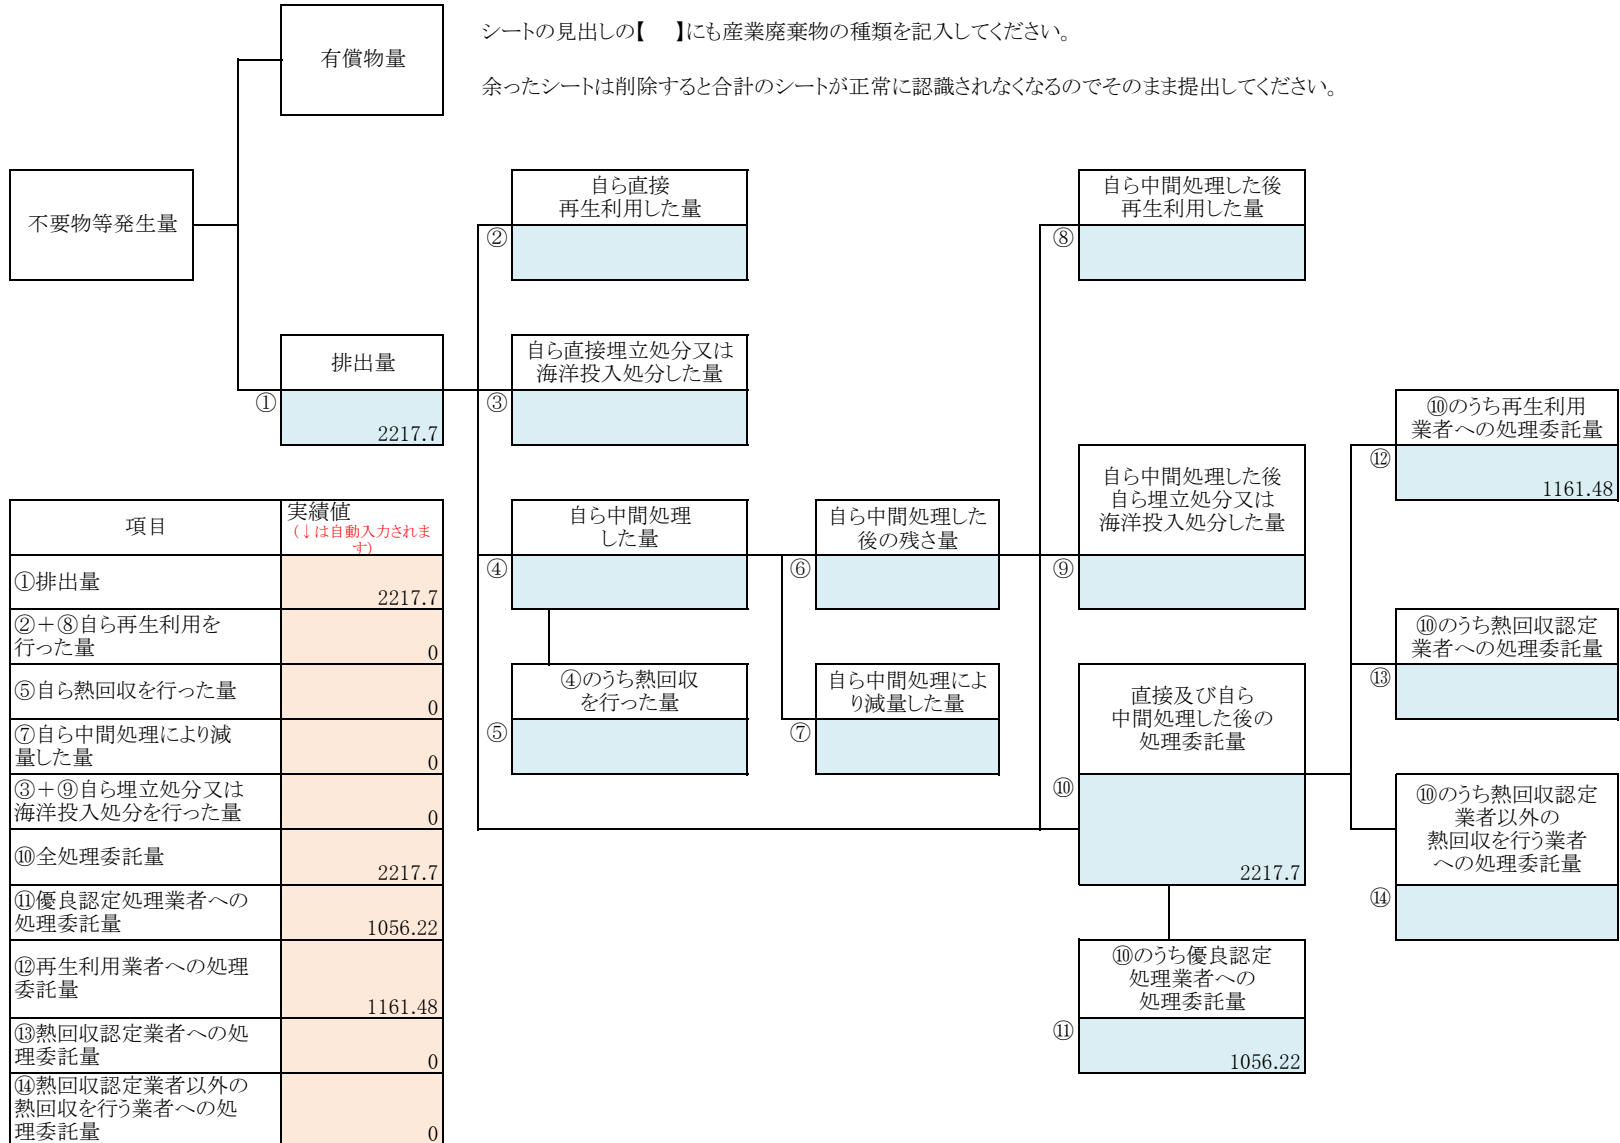 有償物量
シートの見出しの【　】にも産業廃棄物の種類を記入してください。
余ったシートは削除すると合計のシートが正常に認識されなくなるのでそのまま提出してください。
不要物等発生量
自ら直接
再生利用した量
②
自ら中間処理した後
再生利用した量
⑧
排出量
①
2217.7
自ら直接埋立処分又は
海洋投入処分した量
③
⑩のうち再生利用
業者への処理委託量
⑫
1161.48
自ら中間処理
した量
④
自ら中間処理した
後の残さ量
⑥
自ら中間処理した後
自ら埋立処分又は
海洋投入処分した量
⑨
⑩のうち熱回収認定
業者への処理委託量
⑬
④のうち熱回収
を行った量
⑤
自ら中間処理によ
り減量した量
⑦
直接及び自ら
中間処理した後の
処理委託量
⑩
2217.7
⑩のうち熱回収認定
業者以外の
熱回収を行う業者
への処理委託量
⑭
⑩のうち優良認定
処理業者への
処理委託量
⑪
1056.22
項目
実績値
(↓は自動入力されま
す)
①排出量
2217.7
②+⑧自ら再生利用を
行った量
0
⑤自ら熱回収を行った量
0
⑦自ら中間処理により減
量した量
0
③+⑨自ら埋立処分又は
海洋投入処分を行った量
0
⑩全処理委託量
2217.7
⑪優良認定処理業者への
処理委託量
1056.22
⑫再生利用業者への処理
委託量
1161.48
⑬熱回収認定業者への処
理委託量
0
⑭熱回収認定業者以外の
熱回収を行う業者への処
理委託量
0